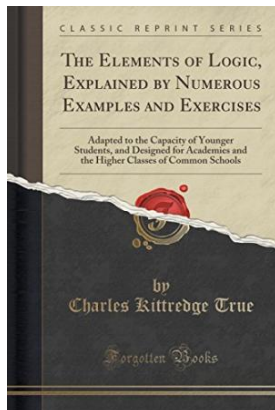 CLASSIC REPRINT SERIES
THE ELEMENTS OF LOGIC,
EXPLAINED BY NUMEROUS
EXAMPLES AND EXERCISES
Adapted to the Capacity of Younger
Students, and Designed for Academies and
the Higher Classes of Common Schools
by
Charles Kittredge True
Forgotten Books